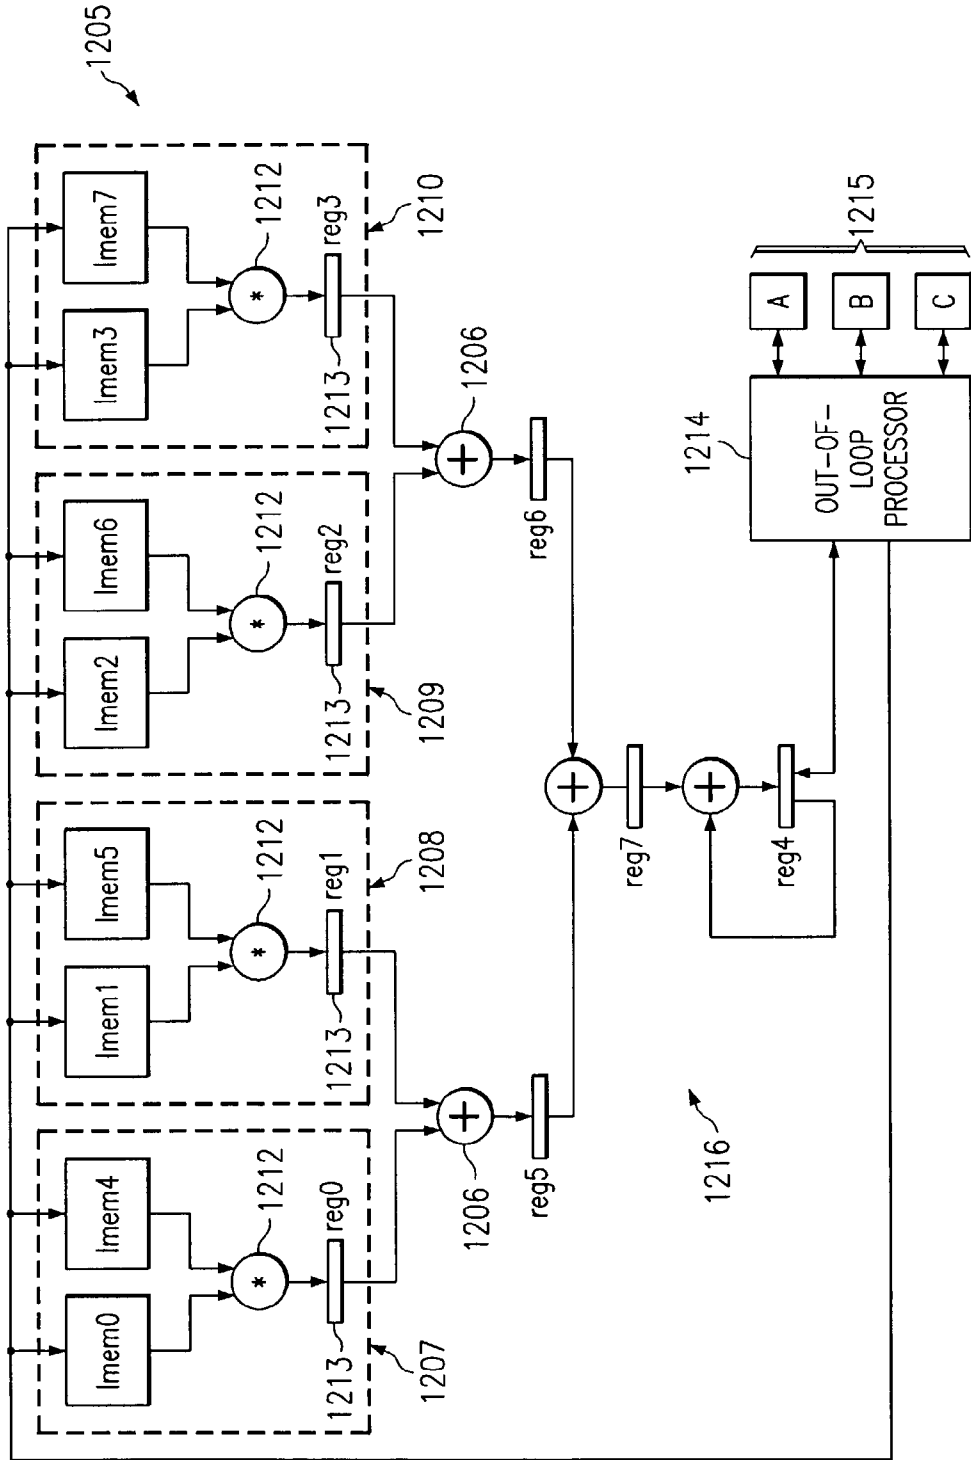 1205
lmem0
lmem4
lmem1
lmem5
lmem2
lmem6
lmem3
lmem7
*
1212
*
1212
*
1212
*
1212
1213
reg0
1213
reg1
1213
reg2
1213
reg3
1207
1208
1209
1210
+
1206
+
1206
reg5
reg6
+
reg7
+
reg4
1216
1214
OUT-OF-
LOOP
PROCESSOR
A
B
C
1215